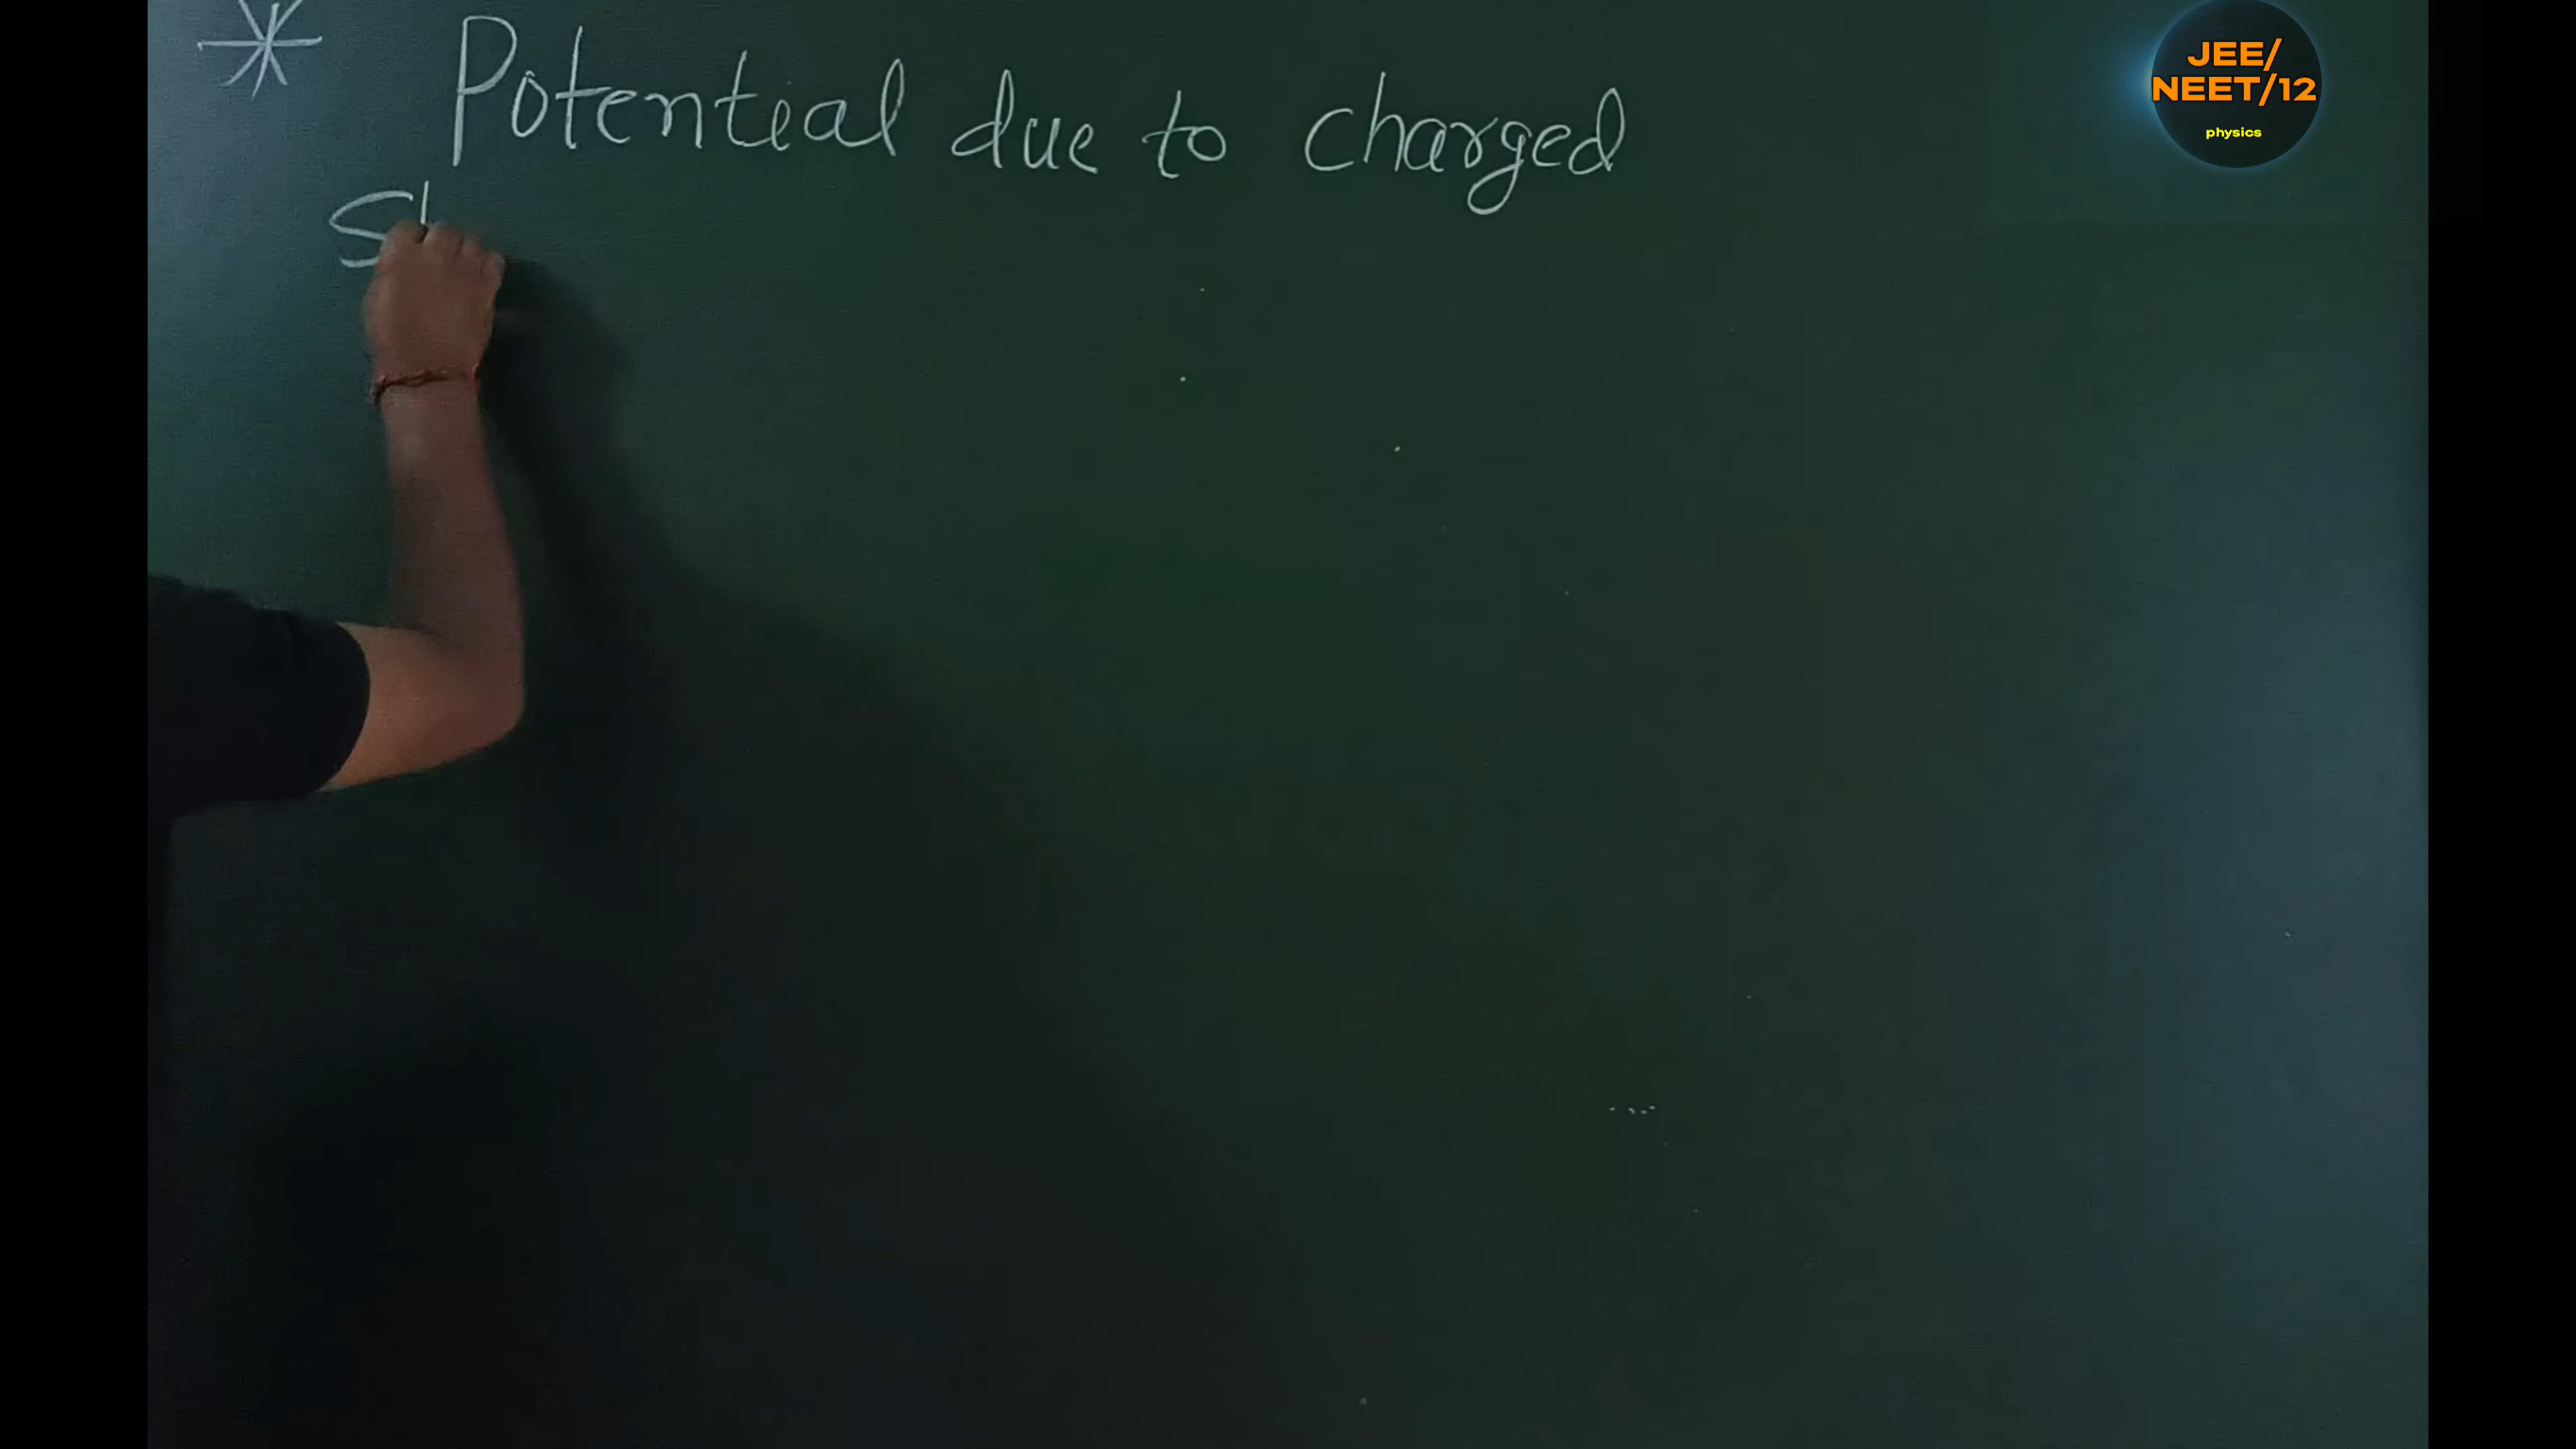 * Potential due to charged
JEE/
NEET/12
physics